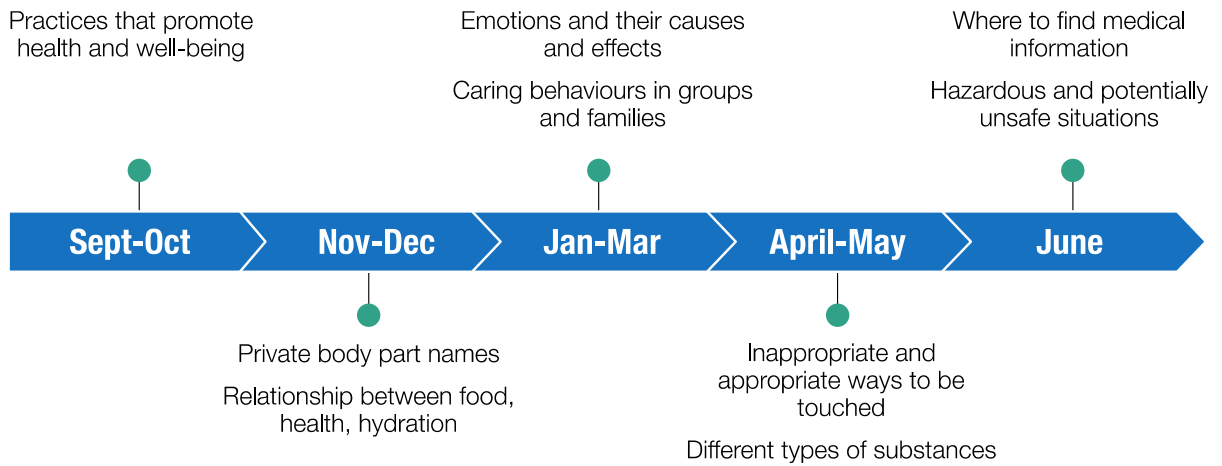 Practices that promote
health and well-being
Emotions and their causes
and effects
Caring behaviours in groups
and families
Where to find medical
information
Hazardous and potentially
unsafe situations
Sept-Oct
Nov-Dec
Jan-Mar
April-May
June
Private body part names
Relationship between food,
health, hydration
Inappropriate and
appropriate ways to be
touched
Different types of substances